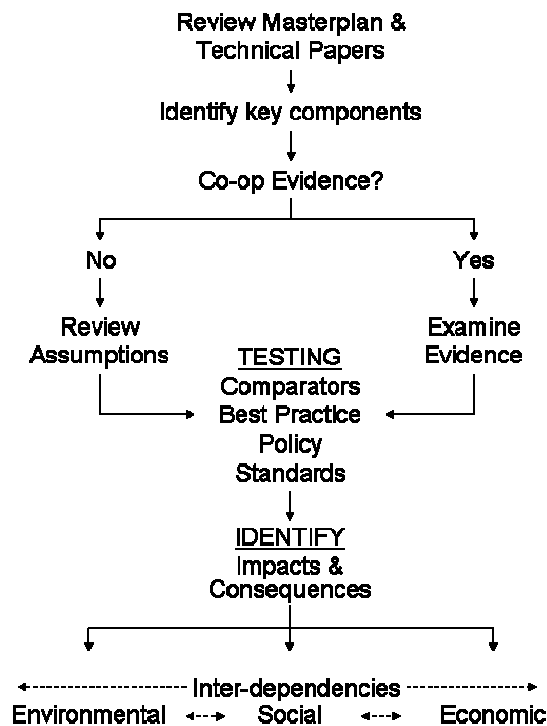 Review Masterplan &
Technical Papers
Identify key components
Co-op Evidence?
No
Yes
Review
Assumptions
Examine
Evidence
TESTING
Comparators
Best Practice
Policy
Standards
IDENTIFY
Impacts &
Consequences
Inter-dependencies
Environmental Social Economic